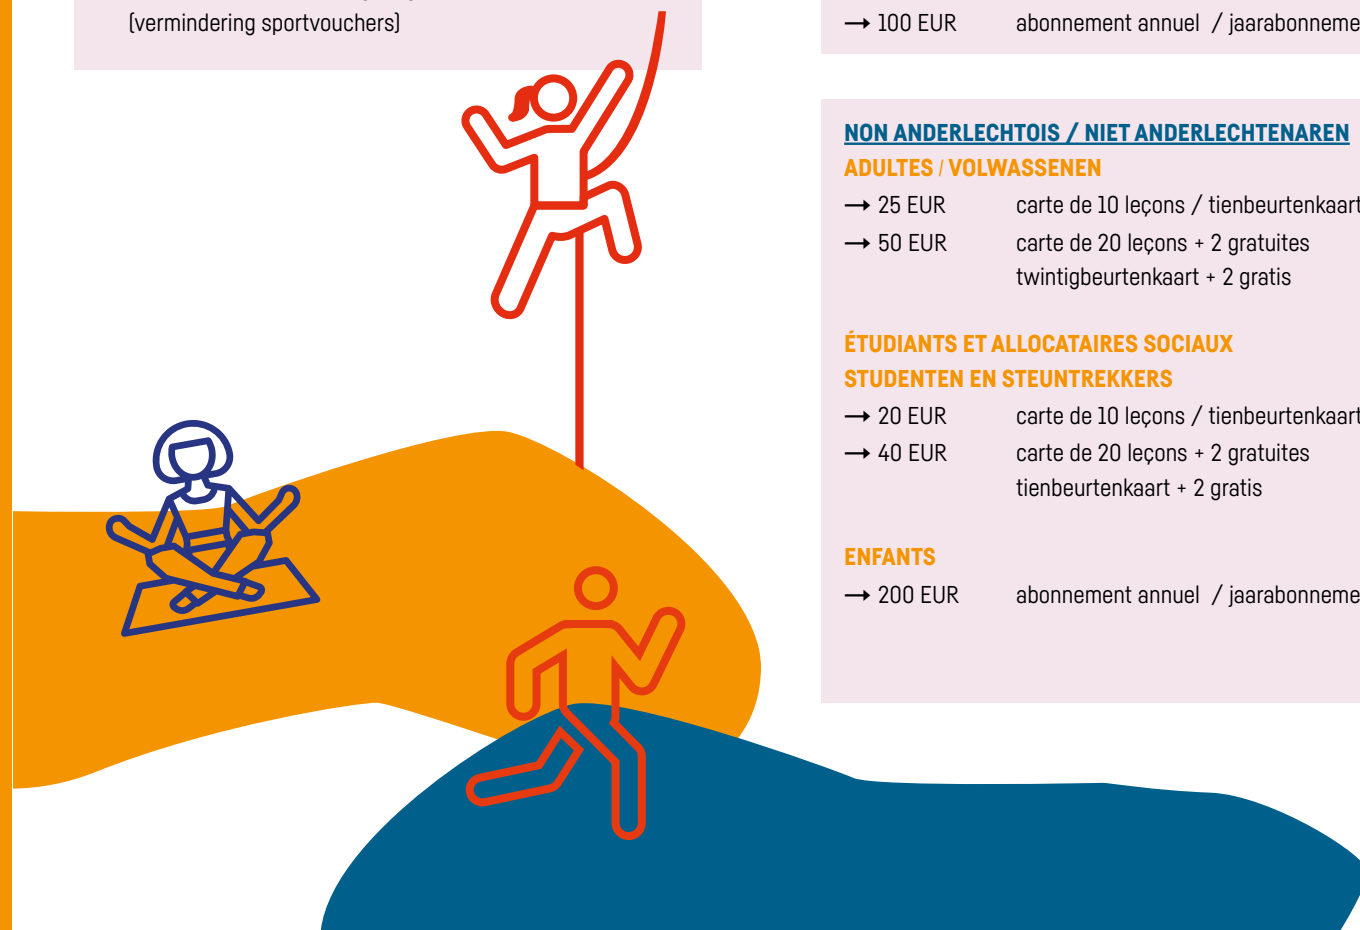 (vermindering sportvouchers)
→ 100 EUR abonnement annuel / jaarabonneme
NON ANDERLECHTOIS / NIET ANDERLECHTENAREN
ADULTES / VOLWASSENEN
→ 25 EUR carte de 10 leçons / tienbeurtenkaart
→ 50 EUR carte de 20 leçons + 2 gratuites
twintigbeurtenkaart + 2 gratis
ÉTUDIANTS ET ALLOCATAIRES SOCIAUX
STUDENTEN EN STEUNTREKKERS
→ 20 EUR carte de 10 leçons / tienbeurtenkaart
→ 40 EUR carte de 20 leçons + 2 gratuites
tienbeurtenkaart + 2 gratis
ENFANTS
→ 200 EUR abonnement annuel / jaarabonneme